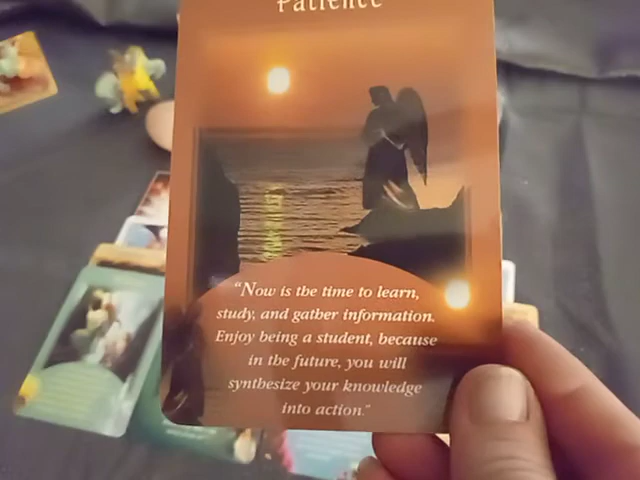 Patience
"Now is the time to learn,
study, and gather information.
Enjoy being a student, because
in the future, you will
synthesize your knowledge
into action."